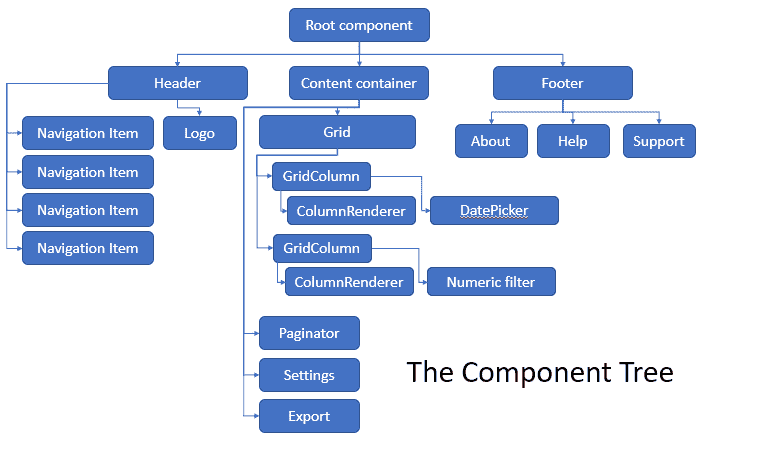 Root component
Header
Content container
Footer
Navigation Item
Logo
Grid
About
Help
Support
Navigation Item
GridColumn
Navigation Item
ColumnRenderer
DatePicker
Navigation Item
GridColumn
ColumnRenderer
Numeric filter
Paginator
Settings
The Component Tree
Export